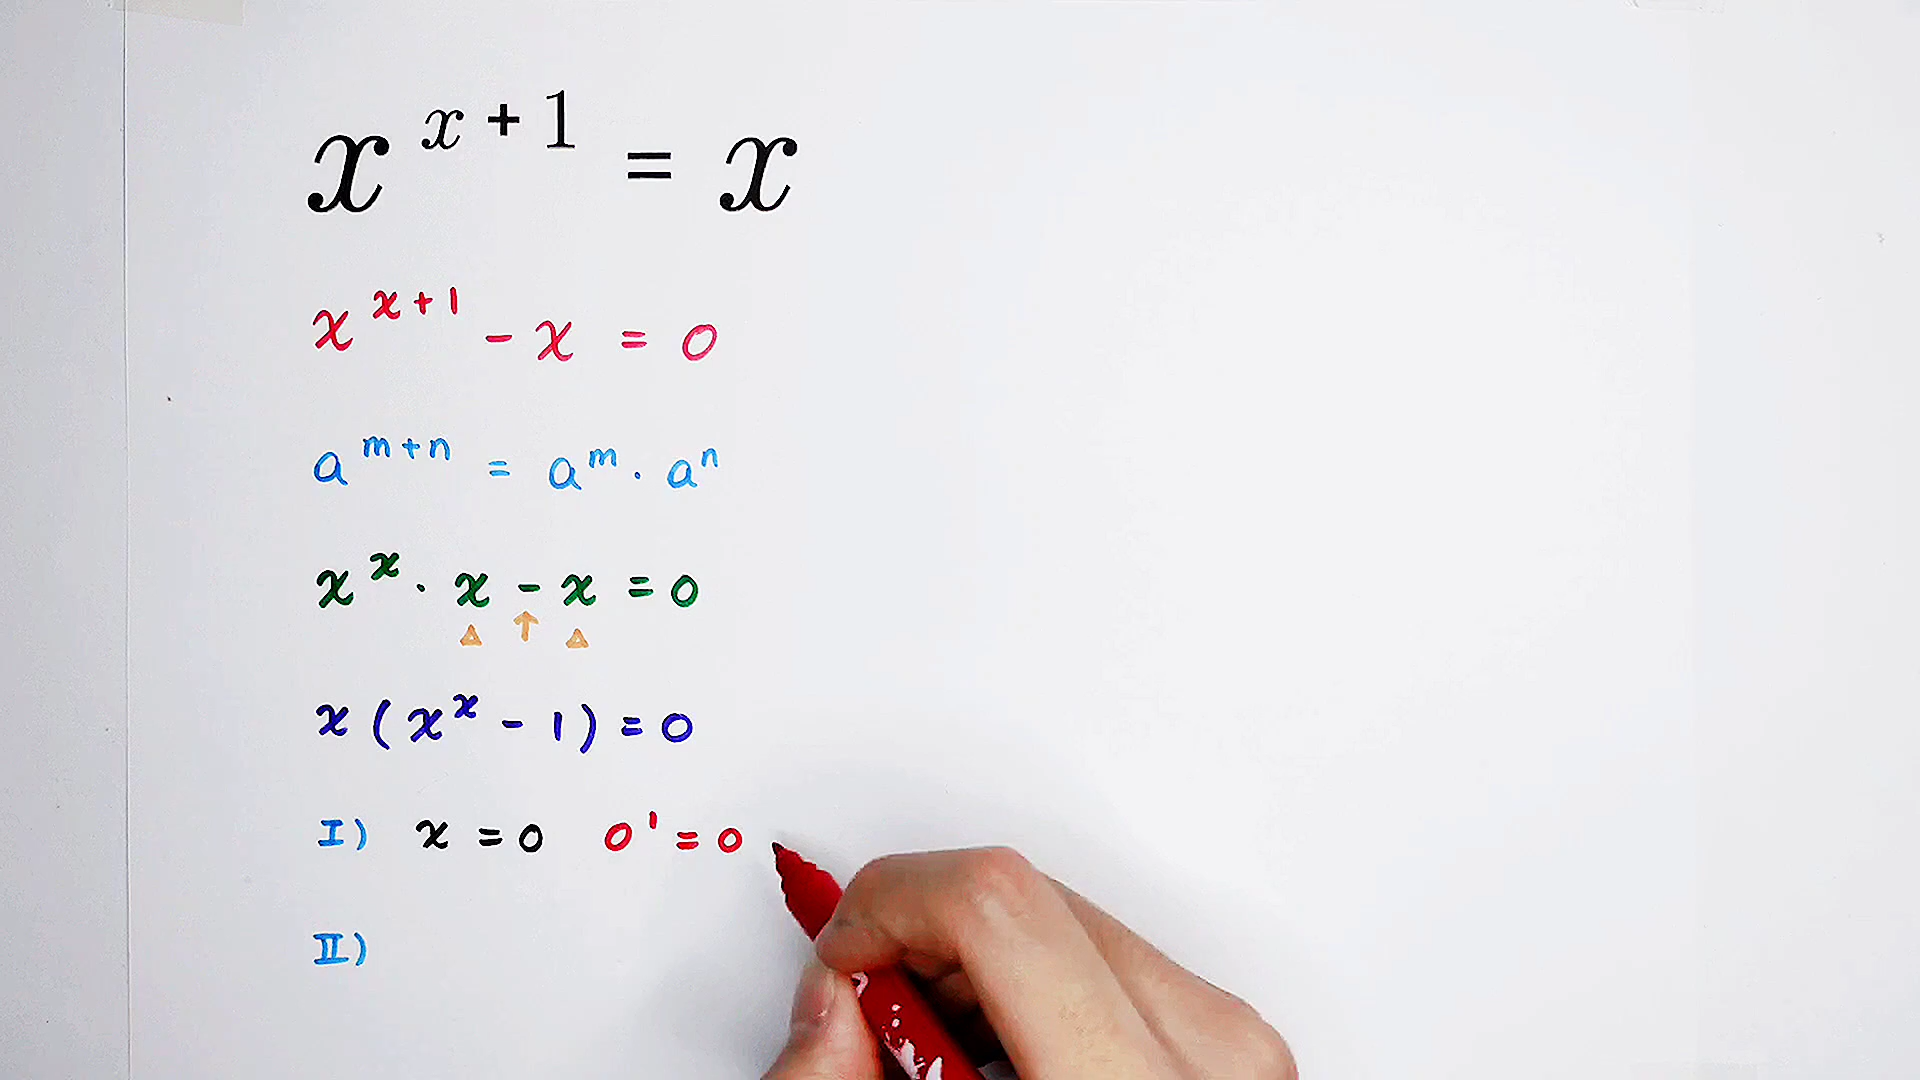 x^{x+1} = x
x^{x+1} - x = 0
a^{m+n} = a^m · a^n
x^x · x - x = 0
△ ↑ △
x(x^x - 1) = 0
I) x = 0 0^1 = 0
II)